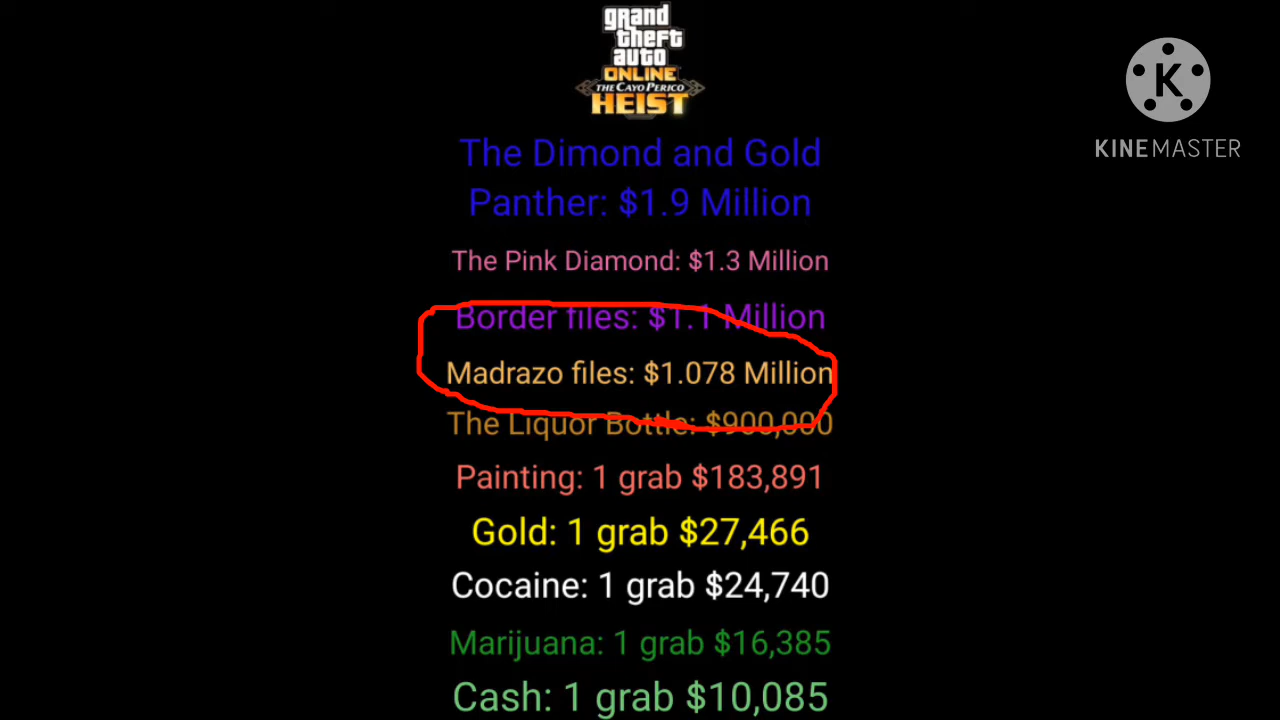 grand
theft
auto
ONLINE
THE CAYO PERICO
HEIST
K
KINEMASTER
The Dimond and Gold
Panther: $1.9 Million
The Pink Diamond: $1.3 Million
Border files: $1.1 Million
Madrazo files: $1.078 Million
The Liquor Bottle: $900,000
Painting: 1 grab $183,891
Gold: 1 grab $27,466
Cocaine: 1 grab $24,740
Marijuana: 1 grab $16,385
Cash: 1 grab $10,085